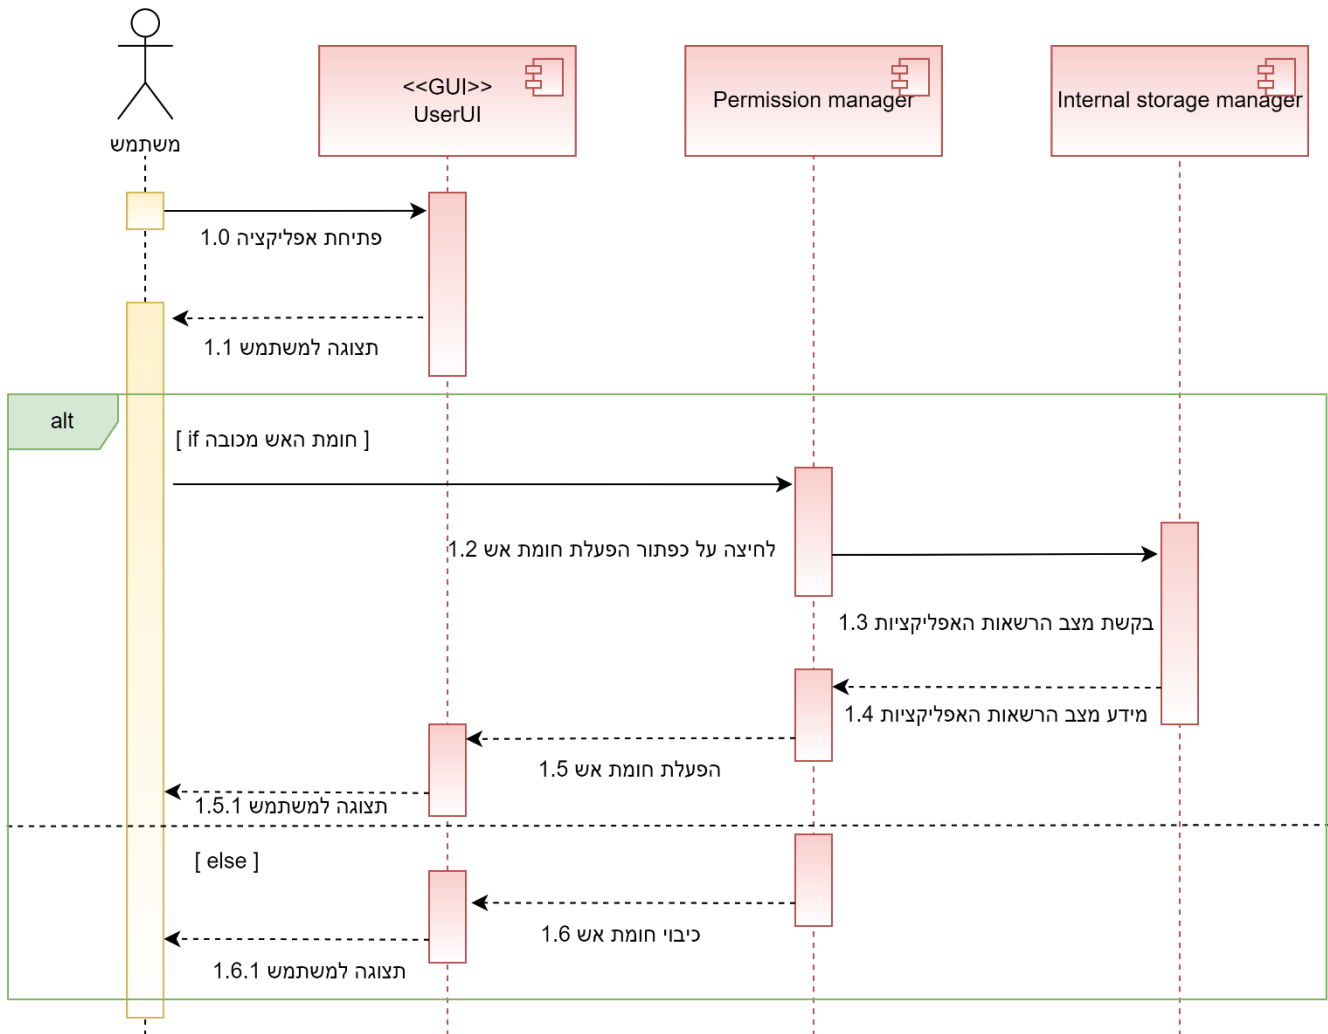 משתמש
<<GUI>>
UserUI
Permission manager
Internal storage manager
1.0 פתיחת אפליקציה
1.1 תצוגה למשתמש
alt
[ if חומת האש מכובה ]
1.2 לחיצה על כפתור הפעלת חומת אש
1.3 בקשת מצב הרשאות האפליקציות
1.4 מידע מצב הרשאות האפליקציות
1.5 הפעלת חומת אש
1.5.1 תצוגה למשתמש
[ else ]
1.6 כיבוי חומת אש
1.6.1 תצוגה למשתמש